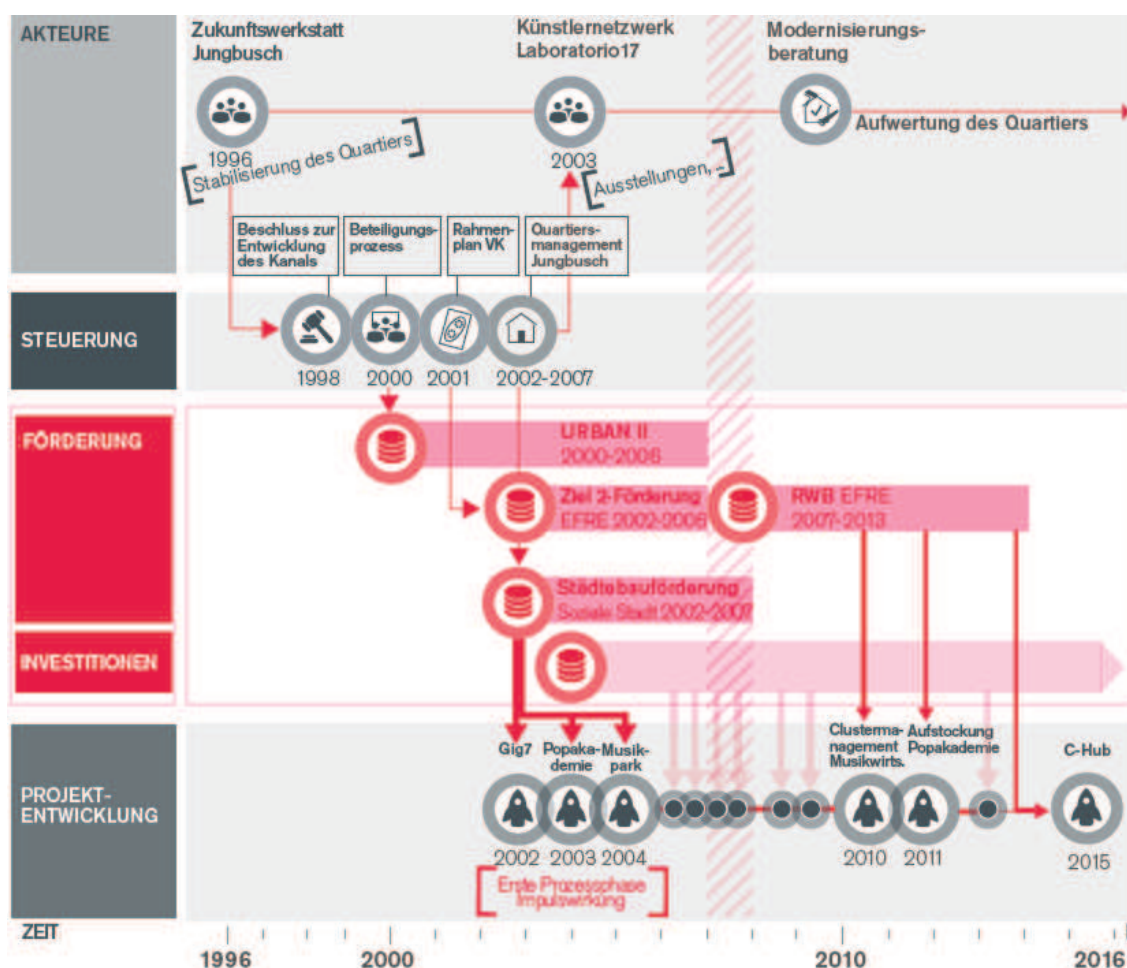 AKTEURE
Zukunftswerkstatt
Jungbusch
Künstlernetzwerk
Laboratorio17
Modernisierungs-
beratung
1996
2003
Aufwertung des Quartiers
[Stabilisierung des Quartiers]
[Ausstellungen, ..]
Beschluss zur
Entwicklung
des Kanals
Beteiligungs-
prozess
Rahmen-
plan VK
Quartiers-
management
Jungbusch
STEUERUNG
1998
2000
2001
2002-2007
FÖRDERUNG
URBAN II
2000-2006
Ziel 2-Förderung
EFRE 2002-2006
RWB EFRE
2007-2013
Städtebauförderung
Soziale Stadt 2002-2007
INVESTITIONEN
PROJEKT-
ENTWICKLUNG
Gig7
Popaka-
demie
Musik-
park
Clusterma-
nagement
Musikwirts.
Aufstockung
Popakademie
C-Hub
2002
2003
2004
2010
2011
2015
[Erste Prozessphase
Impulswirkung]
ZEIT
1996
2000
2010
2016